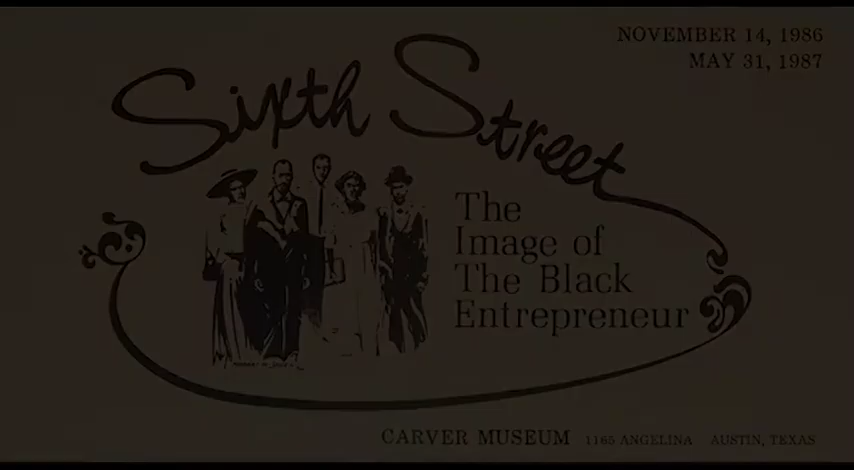 NOVEMBER 14, 1986
MAY 31, 1987
Sixth Street
The
Image of
The Black
Entrepreneur
CARVER MUSEUM 1165 ANGELINA AUSTIN, TEXAS